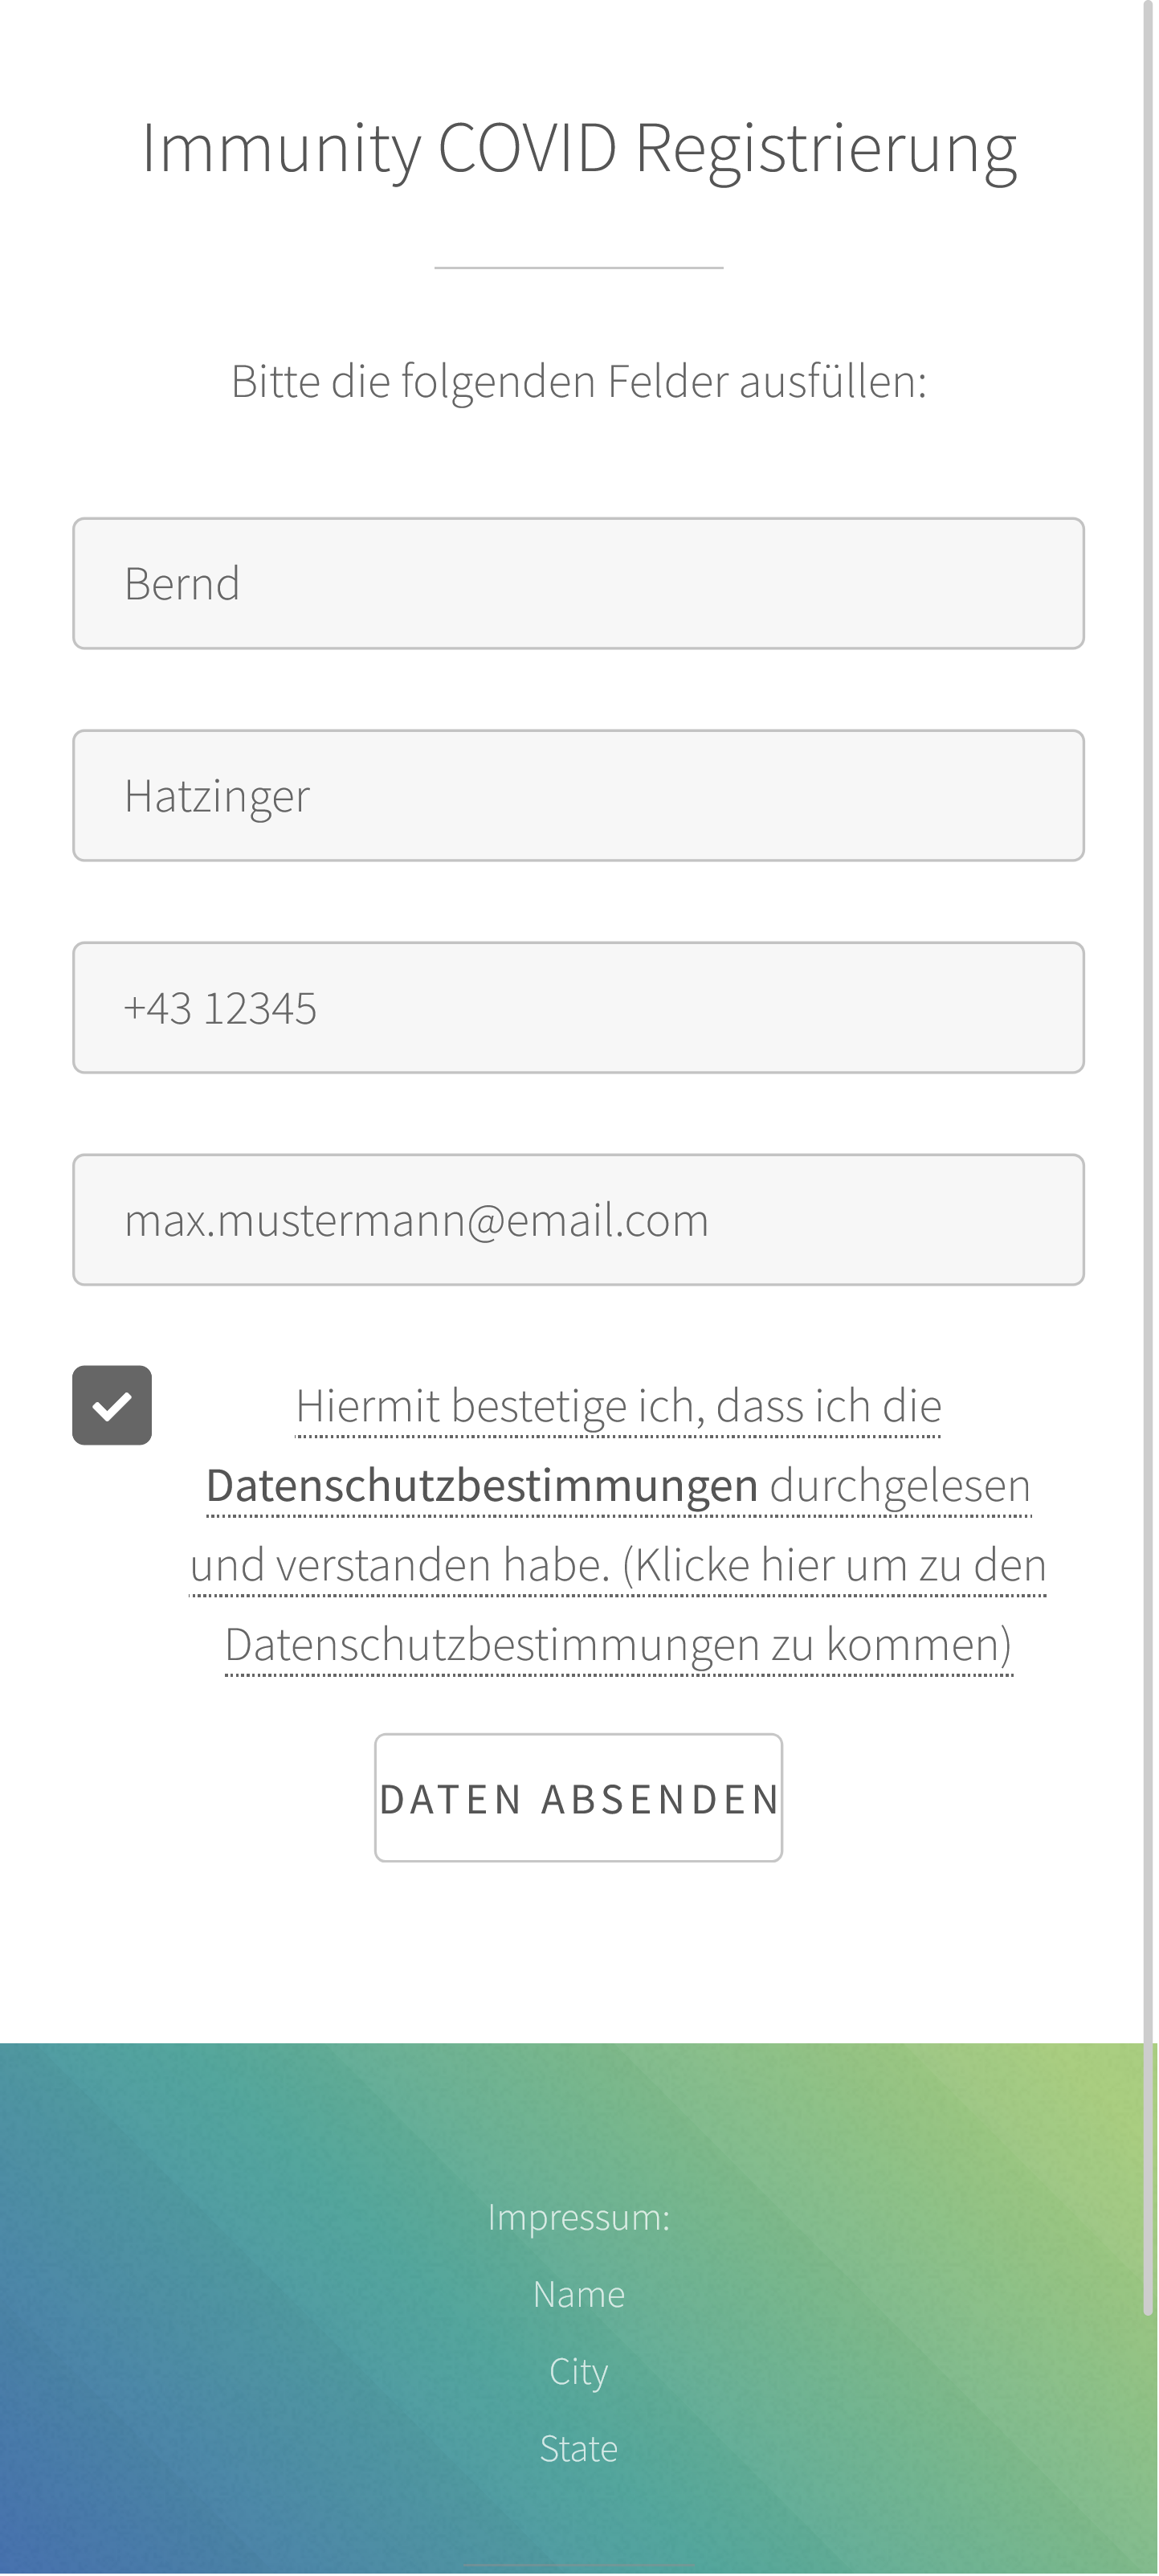 Immunity COVID Registrierung
Bitte die folgenden Felder ausfüllen:
Bernd
Hatzinger
+43 12345
max.mustermann@email.com
Hiermit bestetige ich, dass ich die
Datenschutzbestimmungen durchgelesen
und verstanden habe. (Klicke hier um zu den
Datenschutzbestimmungen zu kommen)
DATEN ABSENDEN
Impressum:
Name
City
State